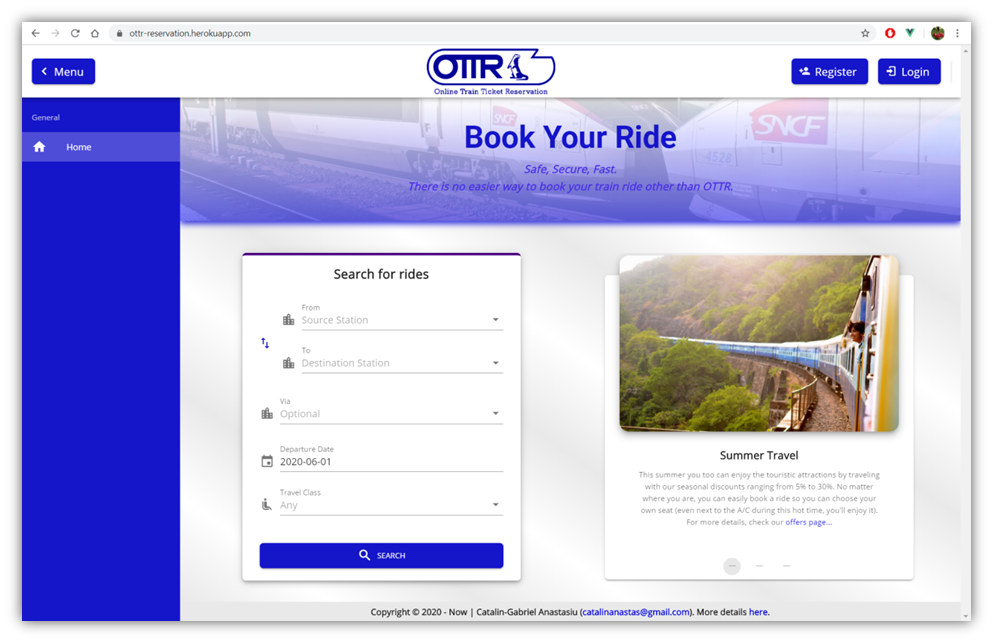 ottr-reservation.herokuapp.com
Menu
OTTR
Online Train Ticket Reservation
Register
Login
General
Home
SNCF
SNCF
4528
Book Your Ride
Safe, Secure, Fast.
There is no easier way to book your train ride other than OTTR.
Search for rides
From
Source Station
To
Destination Station
Via
Optional
Departure Date
2020-06-01
Travel Class
Any
SEARCH
Summer Travel
This summer you too can enjoy the touristic attractions by traveling
with our seasonal discounts ranging from 5% to 30%. No matter
where you are, you can easily book a ride so you can choose your
own seat (even next to the A/C during this hot time, you'll enjoy it).
For more details, check our offers page...
Copyright © 2020 - Now | Catalin-Gabriel Anastasiu (catalinanastas@gmail.com). More details here.